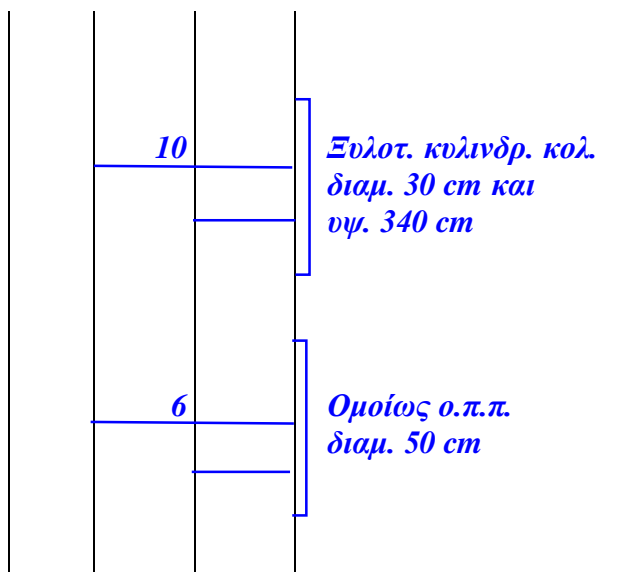 10
Ξυλοτ. κυλινδρ. κολ.
διαμ. 30 cm και
υψ. 340 cm
6
Ομοίως ο.π.π.
διαμ. 50 cm